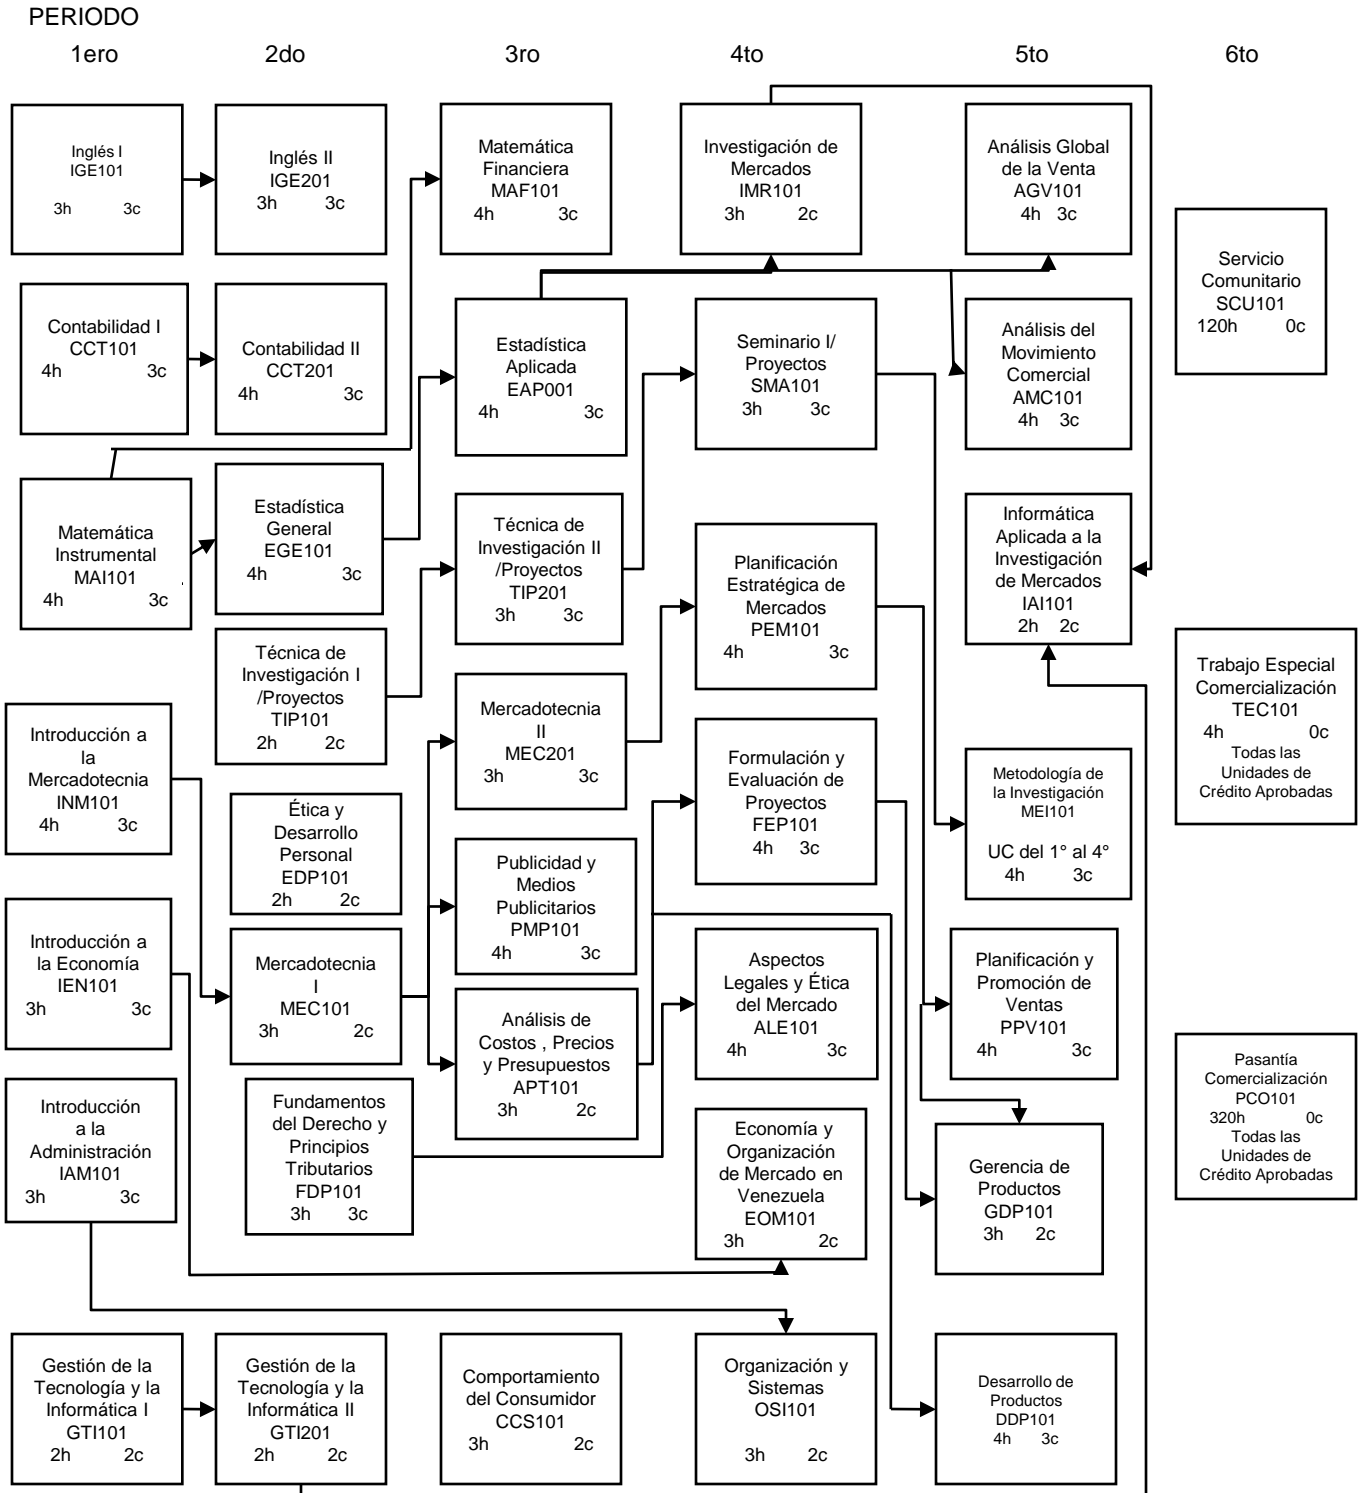 PERIODO
1ero 2do 3ro 4to 5to 6to
Inglés I
IGE101
3h 3c
Contabilidad I
CCT101
4h 3c
Matemática
Instrumental
MAI101
4h 3c
Introducción a
la
Mercadotecnia
INM101
4h 3c
Introducción a
la Economía
IEN101
3h 3c
Introducción
a la
Administración
IAM101
3h 3c
Gestión de la
Tecnología y la
Informática I
GTI101
2h 2c
Inglés II
IGE201
3h 3c
Contabilidad II
CCT201
4h 3c
Estadística
General
EGE101
4h 3c
Técnica de
Investigación I
/Proyectos
TIP101
2h 2c
Ética y
Desarrollo
Personal
EDP101
2h 2c
Mercadotecnia
I
MEC101
3h 2c
Fundamentos
del Derecho y
Principios
Tributarios
FDP101
3h 3c
Gestión de la
Tecnología y la
Informática II
GTI201
2h 2c
Matemática
Financiera
MAF101
4h 3c
Estadística
Aplicada
EAP001
4h 3c
Técnica de
Investigación II
/Proyectos
TIP201
3h 3c
Mercadotecnia
II
MEC201
3h 3c
Publicidad y
Medios
Publicitarios
PMP101
4h 3c
Análisis de
Costos , Precios
y Presupuestos
APT101
3h 2c
Comportamiento
del Consumidor
CCS101
3h 2c
Investigación de
Mercados
IMR101
3h 2c
Seminario I/
Proyectos
SMA101
3h 3c
Planificación
Estratégica de
Mercados
PEM101
4h 3c
Formulación y
Evaluación de
Proyectos
FEP101
4h 3c
Aspectos
Legales y Ética
del Mercado
ALE101
4h 3c
Economía y
Organización
de Mercado en
Venezuela
EOM101
3h 2c
Organización y
Sistemas
OSI101
3h 2c
Análisis Global
de la Venta
AGV101
4h 3c
Análisis del
Movimiento
Comercial
AMC101
4h 3c
Informática
Aplicada a la
Investigación
de Mercados
IAI101
2h 2c
Metodología de
la Investigación
MEI101
UC del 1° al 4°
4h 3c
Planificación y
Promoción de
Ventas
PPV101
4h 3c
Gerencia de
Productos
GDP101
3h 2c
Desarrollo de
Productos
DDP101
4h 3c
Servicio
Comunitario
SCU101
120h 0c
Trabajo Especial
Comercialización
TEC101
4h 0c
Todas las
Unidades de
Crédito Aprobadas
Pasantía
Comercialización
PCO101
320h 0c
Todas las
Unidades de
Crédito Aprobadas